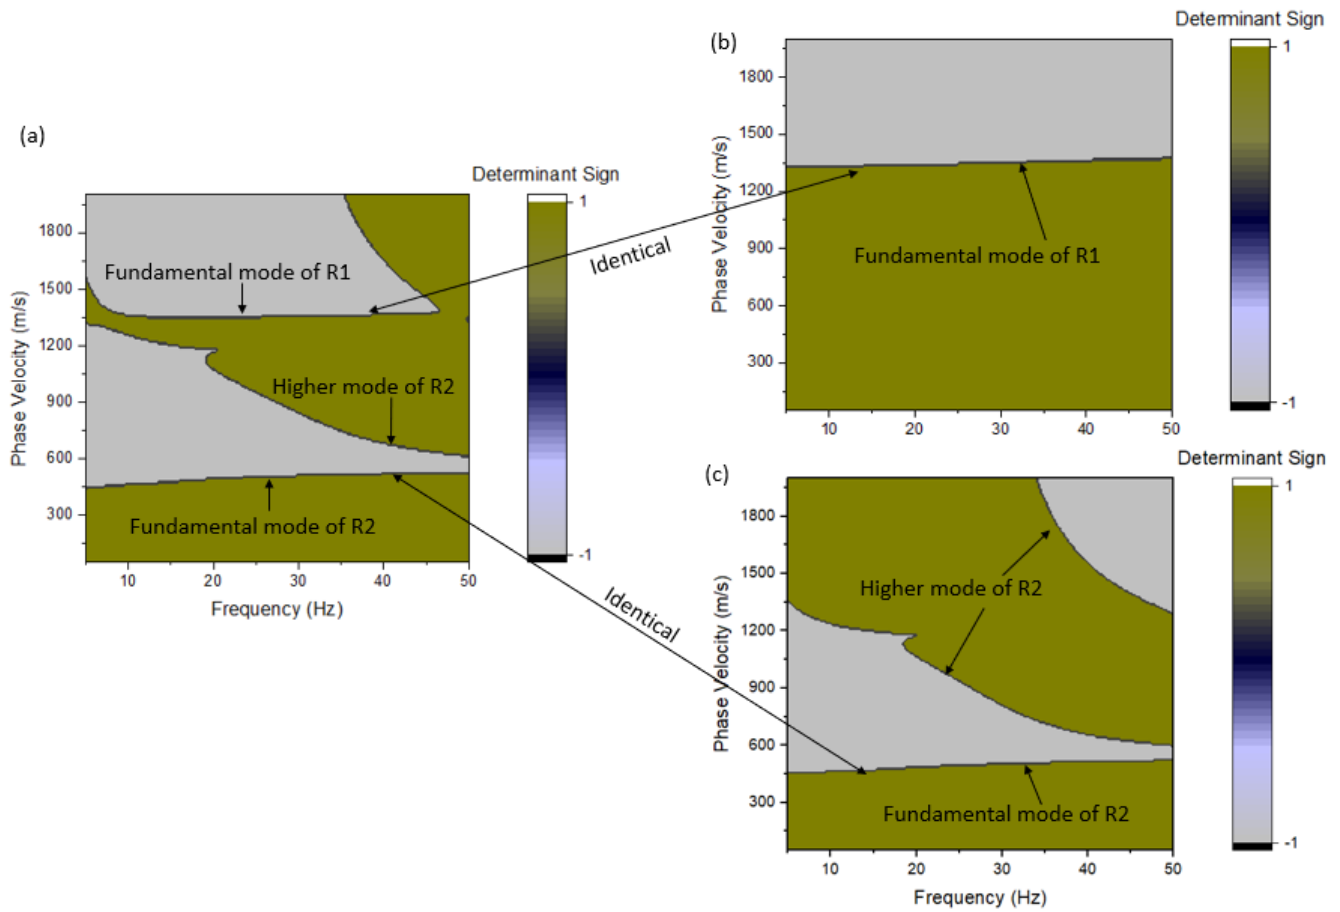 (a)
Determinant Sign
1
-1
1800
1500
1200
900
600
300
Phase Velocity (m/s)
10
20
30
40
50
Frequency (Hz)
Fundamental mode of R1
Higher mode of R2
Fundamental mode of R2
Identical
Identical
(b)
Determinant Sign
1
-1
1800
1500
1200
900
600
300
Phase Velocity (m/s)
10
20
30
40
50
Fundamental mode of R1
(c)
Determinant Sign
1
-1
1800
1500
1200
900
600
300
Phase Velocity (m/s)
10
20
30
40
50
Frequency (Hz)
Higher mode of R2
Fundamental mode of R2